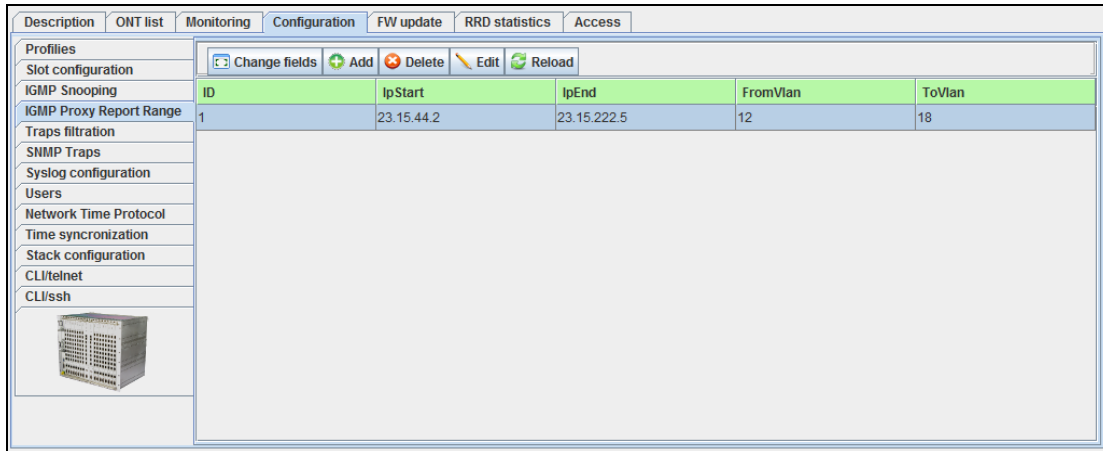 Description ONT list Monitoring Configuration FW update RRD statistics Access
Profilies
Slot configuration
IGMP Snooping
IGMP Proxy Report Range
Traps filtration
SNMP Traps
Syslog configuration
Users
Network Time Protocol
Time syncronization
Stack configuration
CLI/telnet
CLI/ssh
Change fields Add Delete Edit Reload
ID IpStart IpEnd FromVlan ToVlan
1 23.15.44.2 23.15.222.5 12 18